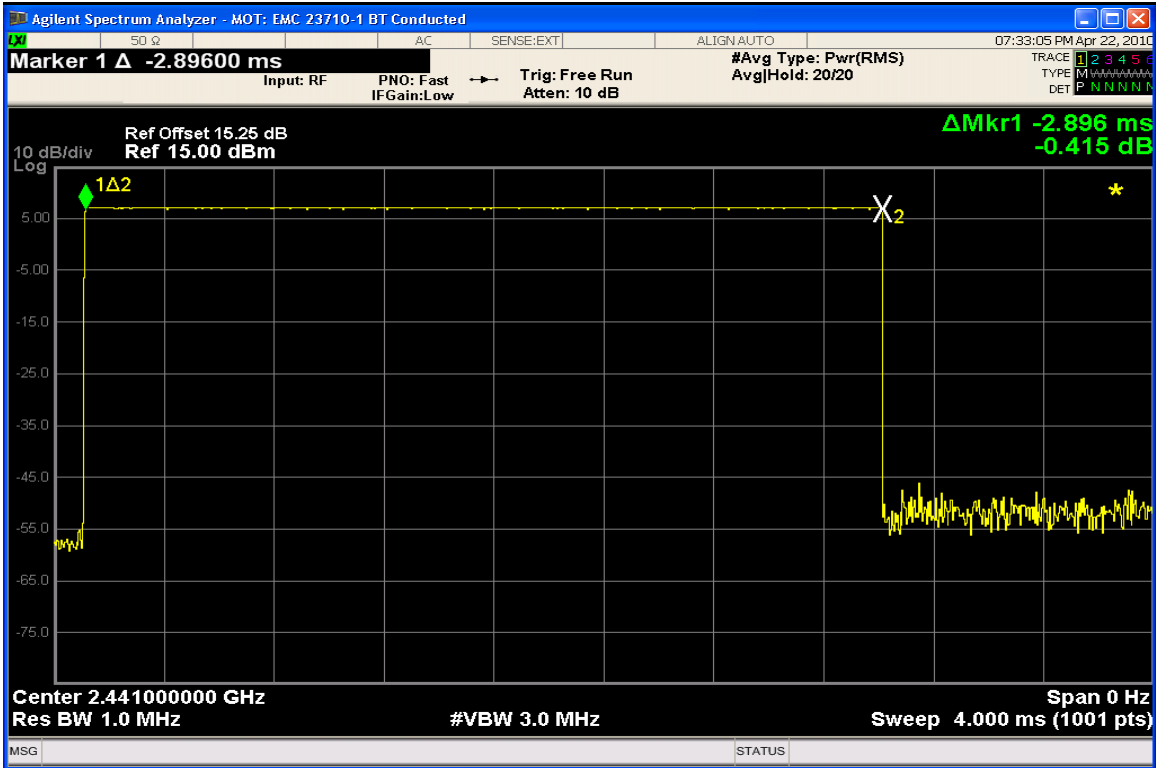 Agilent Spectrum Analyzer - MOT: EMC 23710-1 BT Conducted
LXI 50 Ω AC SENSE:EXT ALIGN AUTO 07:33:05 PM Apr 22, 2010
Marker 1 Δ -2.89600 ms #Avg Type: Pwr(RMS) TRACE 1 2 3 4 5 6
Input: RF PNO: Fast Trig: Free Run Avg|Hold: 20/20 TYPE M
IFGain:Low Atten: 10 dB DET P N N N N N
ΔMkr1 -2.896 ms
-0.415 dB
Ref Offset 15.25 dB
10 dB/div Ref 15.00 dBm
Log
1Δ2
*
X2
5.00
-5.00
-15.0
-25.0
-35.0
-45.0
-55.0
-65.0
-75.0
Center 2.441000000 GHz Span 0 Hz
Res BW 1.0 MHz #VBW 3.0 MHz Sweep 4.000 ms (1001 pts)
MSG STATUS